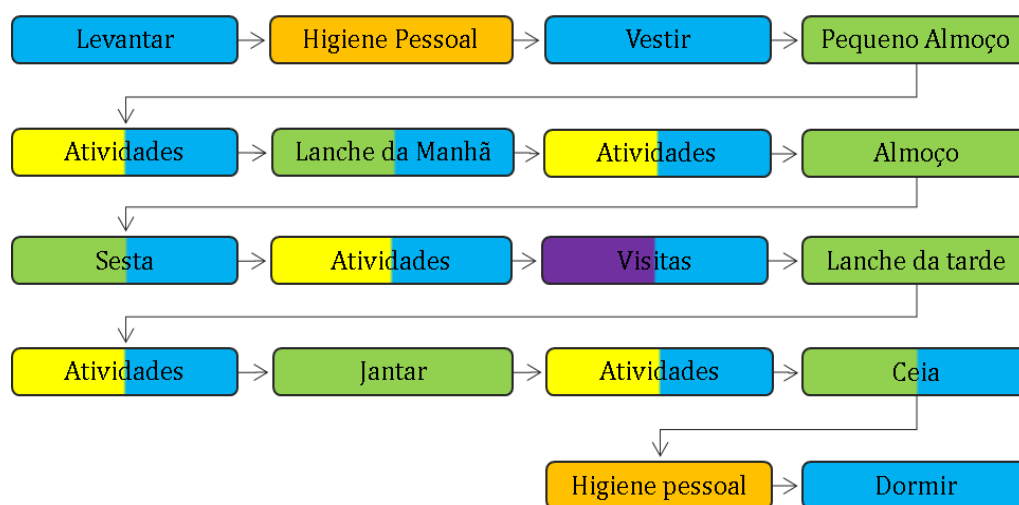 Levantar
Higiene Pessoal
Vestir
Pequeno Almoço
Atividades
Lanche da Manhã
Atividades
Almoço
Sesta
Atividades
Visitas
Lanche da tarde
Atividades
Jantar
Atividades
Ceia
Higiene pessoal
Dormir